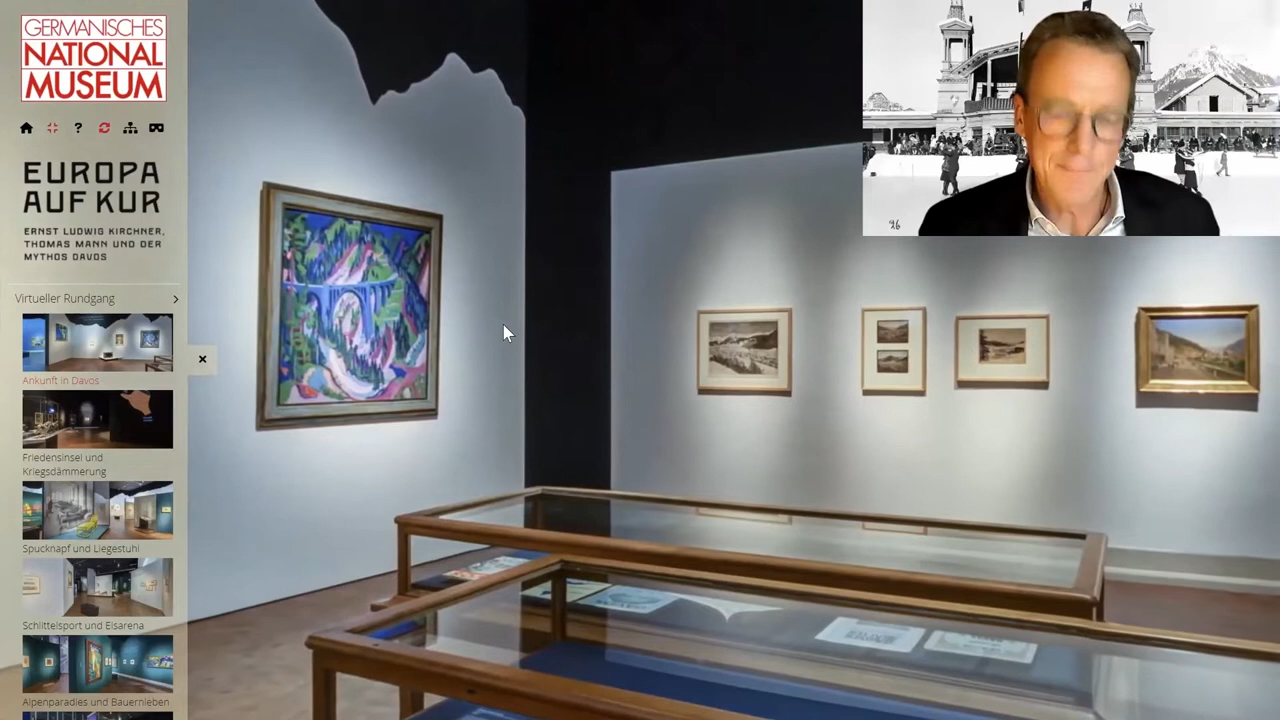 GERMANISCHES
NATIONAL
MUSEUM
?
EUROPA
AUF KUR
ERNST LUDWIG KIRCHNER,
THOMAS MANN UND DER
MYTHOS DAVOS
Virtueller Rundgang
Ankunft in Davos
Friedensinsel und
Kriegsdämmerung
Spucknapf und Liegestuhl
Schlittelsport und Eisarena
Alpenparadies und Bauernleben